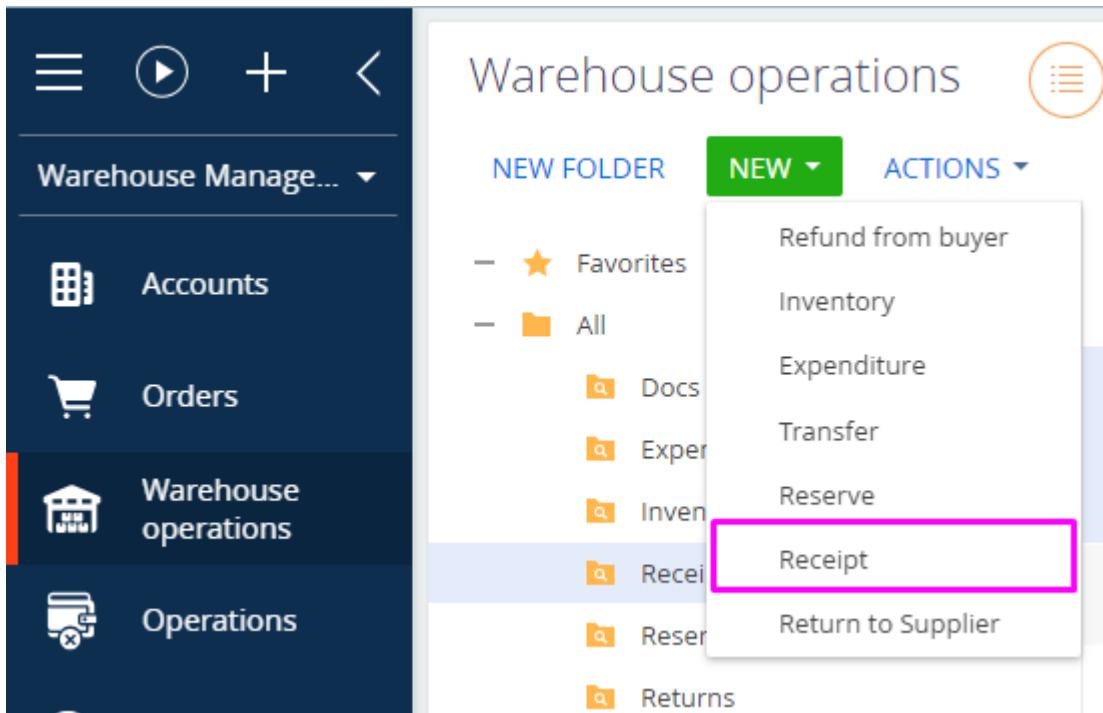 Warehouse operations
Warehouse Manage...
NEW FOLDER
NEW
ACTIONS
Refund from buyer
Inventory
Expenditure
Transfer
Reserve
Receipt
Return to Supplier
Favorites
All
Docs
Exper
Inven
Recei
Reser
Returns
Accounts
Orders
Warehouse
operations
Operations